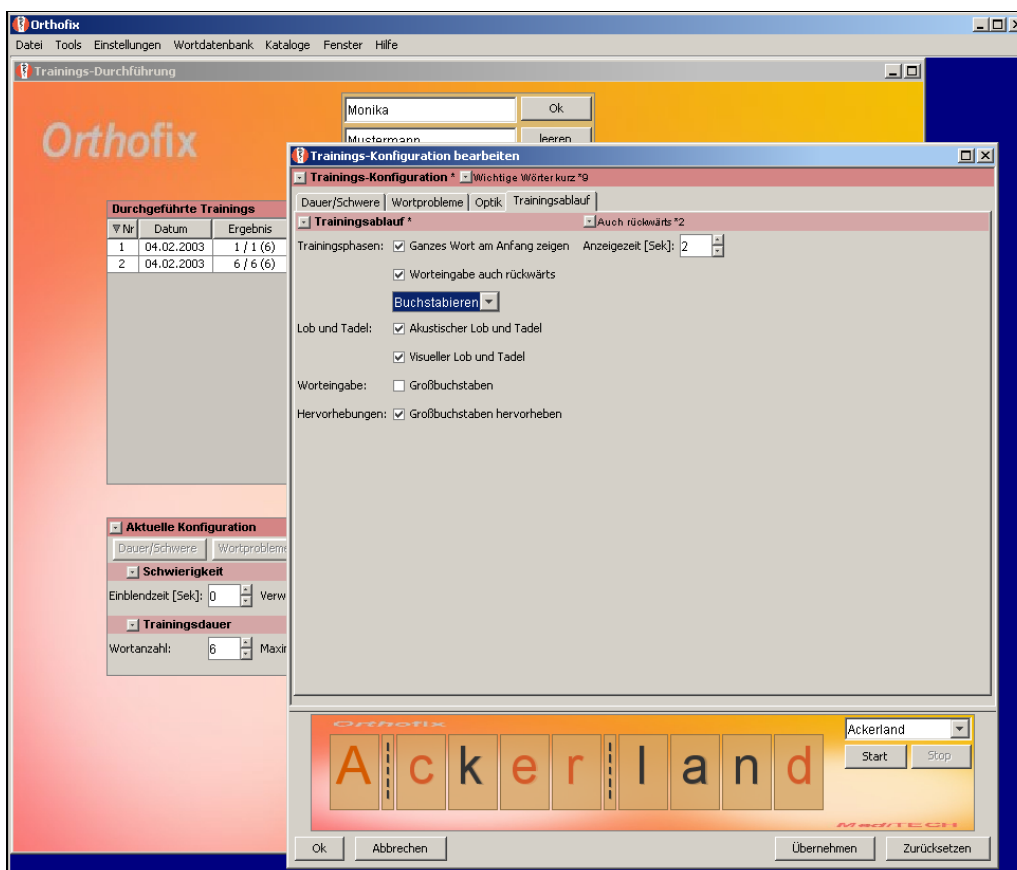 Orthofix
Datei Tools Einstellungen Wortdatenbank Kataloge Fenster Hilfe
Trainings-Durchführung
Monika Ok
Mustermann leeren
Orthofix
Durchgeführte Trainings
Nr Datum Ergebnis
1 04.02.2003 1 / 1 (6)
2 04.02.2003 6 / 6 (6)
Aktuelle Konfiguration
Dauer/Schwere Wortprobleme
Schwierigkeit
Einblendzeit [Sek]: 0 Verw
Trainingsdauer
Wortanzahl: 6 Maxim
Trainings-Konfiguration bearbeiten
Trainings-Konfiguration * Wichtige Wörter kurz *9
Dauer/Schwere Wortprobleme Optik Trainingsablauf
Trainingsablauf * Auch rückwärts *2
Trainingsphasen: Ganzes Wort am Anfang zeigen Anzeigezeit [Sek]: 2
Worteingabe auch rückwärts
Buchstabieren
Lob und Tadel: Akustischer Lob und Tadel
Visueller Lob und Tadel
Worteingabe: Großbuchstaben
Hervorhebungen: Großbuchstaben hervorheben
Orthofix
Ackerland
Ackerland
Start Stop
MediTECH
Ok Abbrechen Übernehmen Zurücksetzen